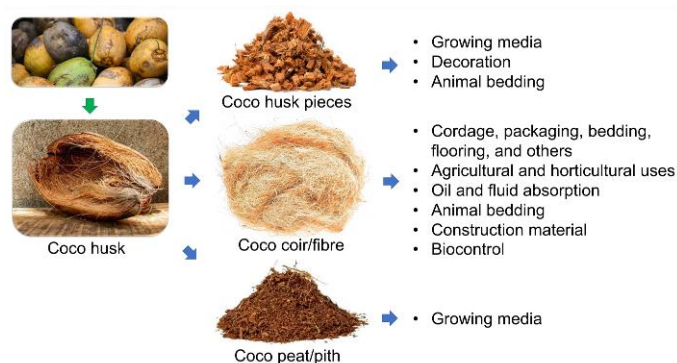 Coco husk pieces
• Growing media
• Decoration
• Animal bedding
Coco husk
Coco coir/fibre
• Cordage, packaging, bedding,
flooring, and others
• Agricultural and horticultural uses
• Oil and fluid absorption
• Animal bedding
• Construction material
• Biocontrol
Coco peat/pith
• Growing media